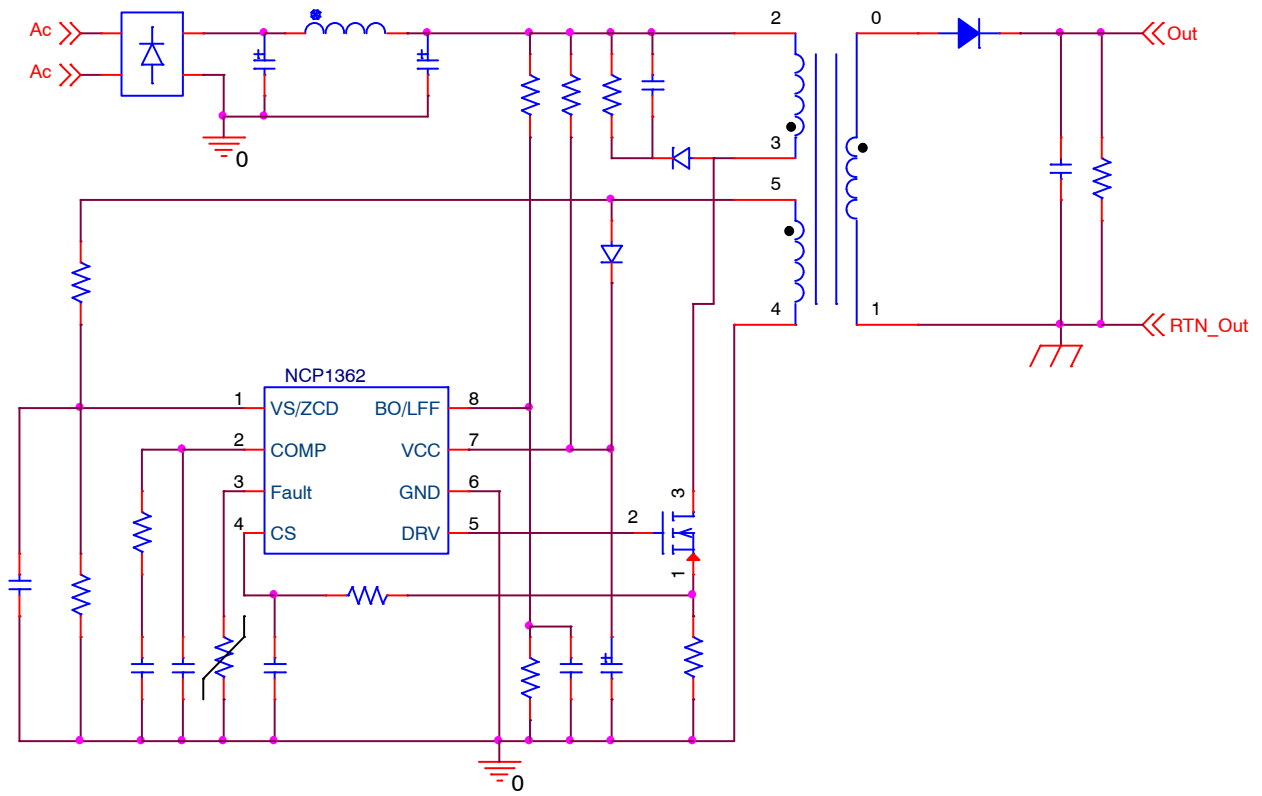 Ac
Ac
0
2
3
5
4
0
1
Out
RTN_Out
NCP1362
1 VS/ZCD BO/LFF 8
2 COMP VCC 7
3 Fault GND 6
4 CS DRV 5
2
3
1
0